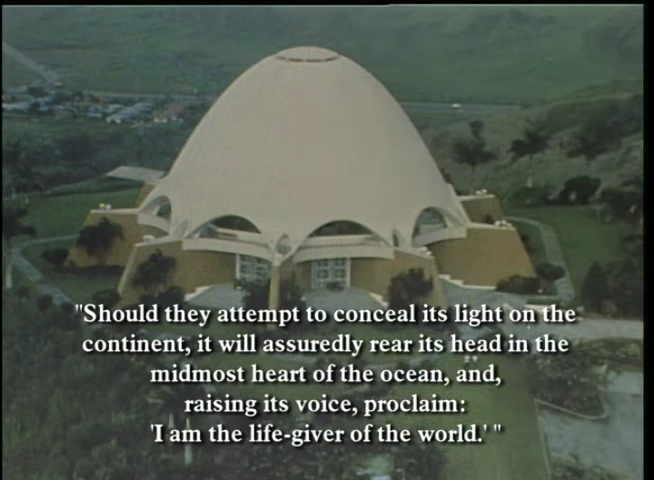 "Should they attempt to conceal its light on the
continent, it will assuredly rear its head in the
midmost heart of the ocean, and,
raising its voice, proclaim:
'I am the life-giver of the world.' "